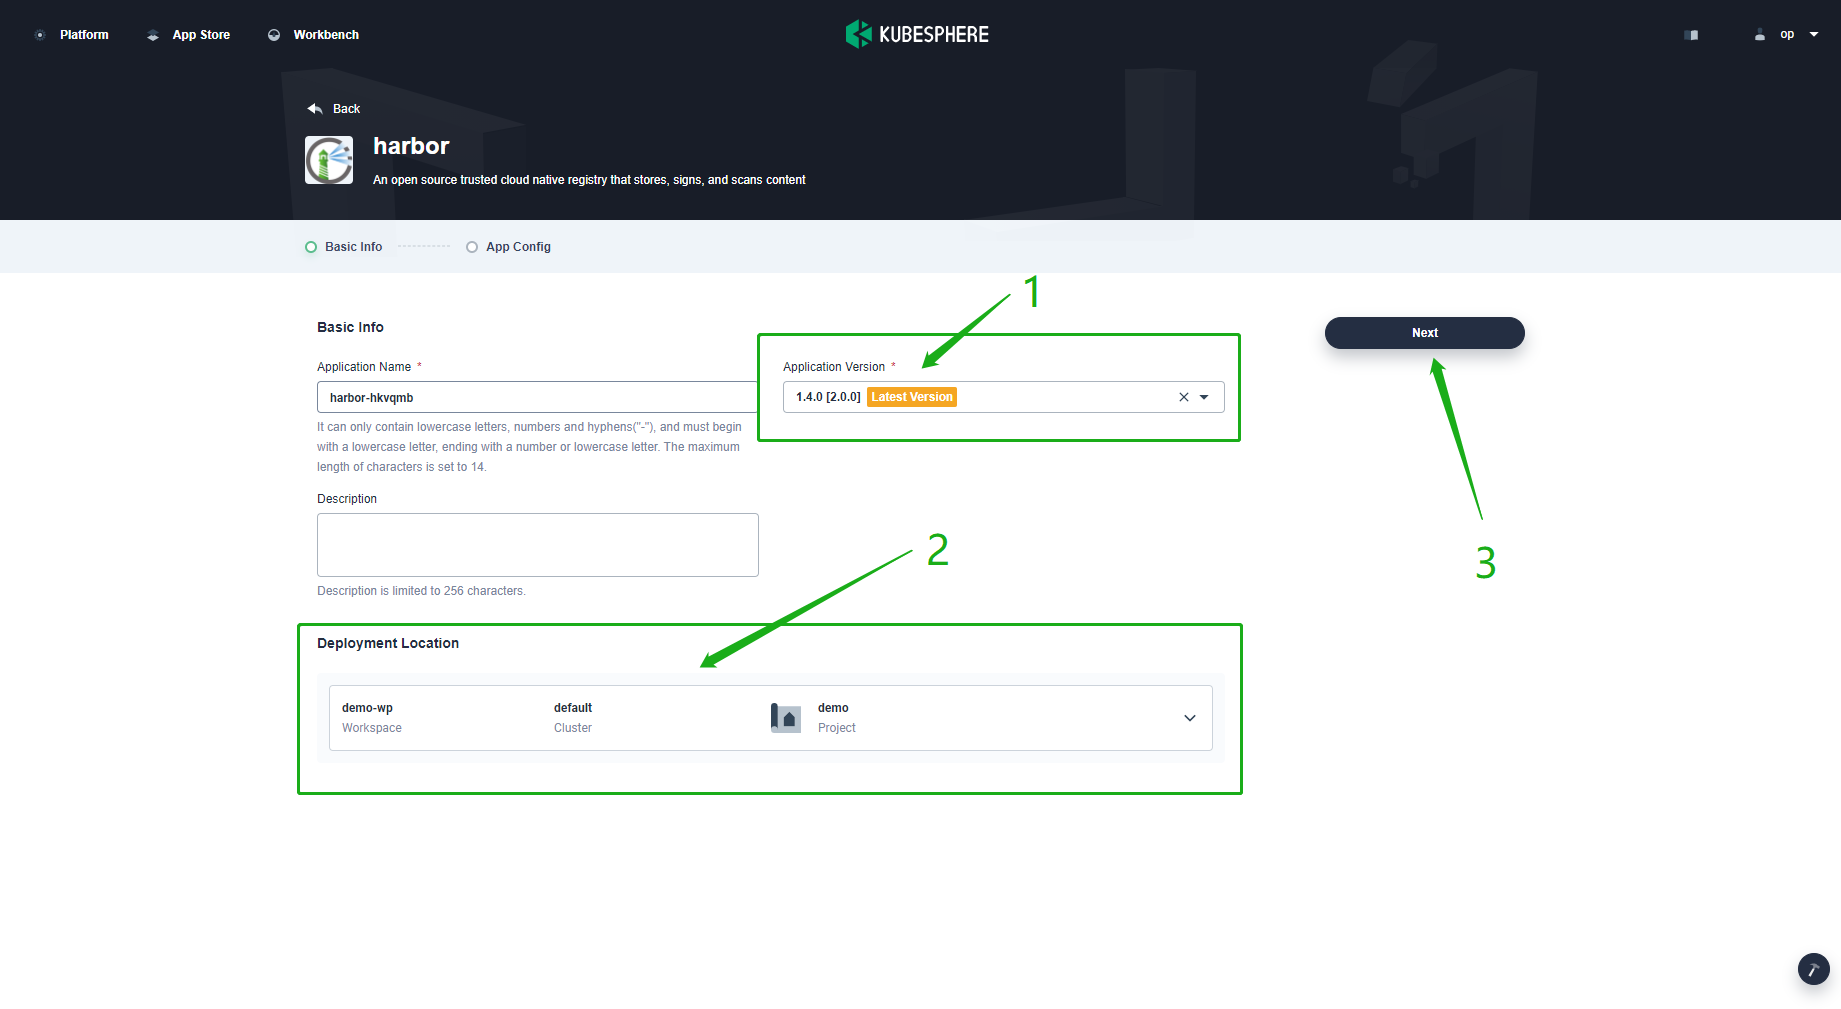 Platform
App Store
Workbench
KUBESPHERE
op
Back
harbor
An open source trusted cloud native registry that stores, signs, and scans content
Basic Info
App Config
1
Basic Info
Next
Application Name *
Application Version *
harbor-hkvqmb
1.4.0 [2.0.0] Latest Version
It can only contain lowercase letters, numbers and hyphens("-"), and must begin
with a lowercase letter, ending with a number or lowercase letter. The maximum
length of characters is set to 14.
Description
2
3
Description is limited to 256 characters.
Deployment Location
demo-wp
Workspace
default
Cluster
demo
Project